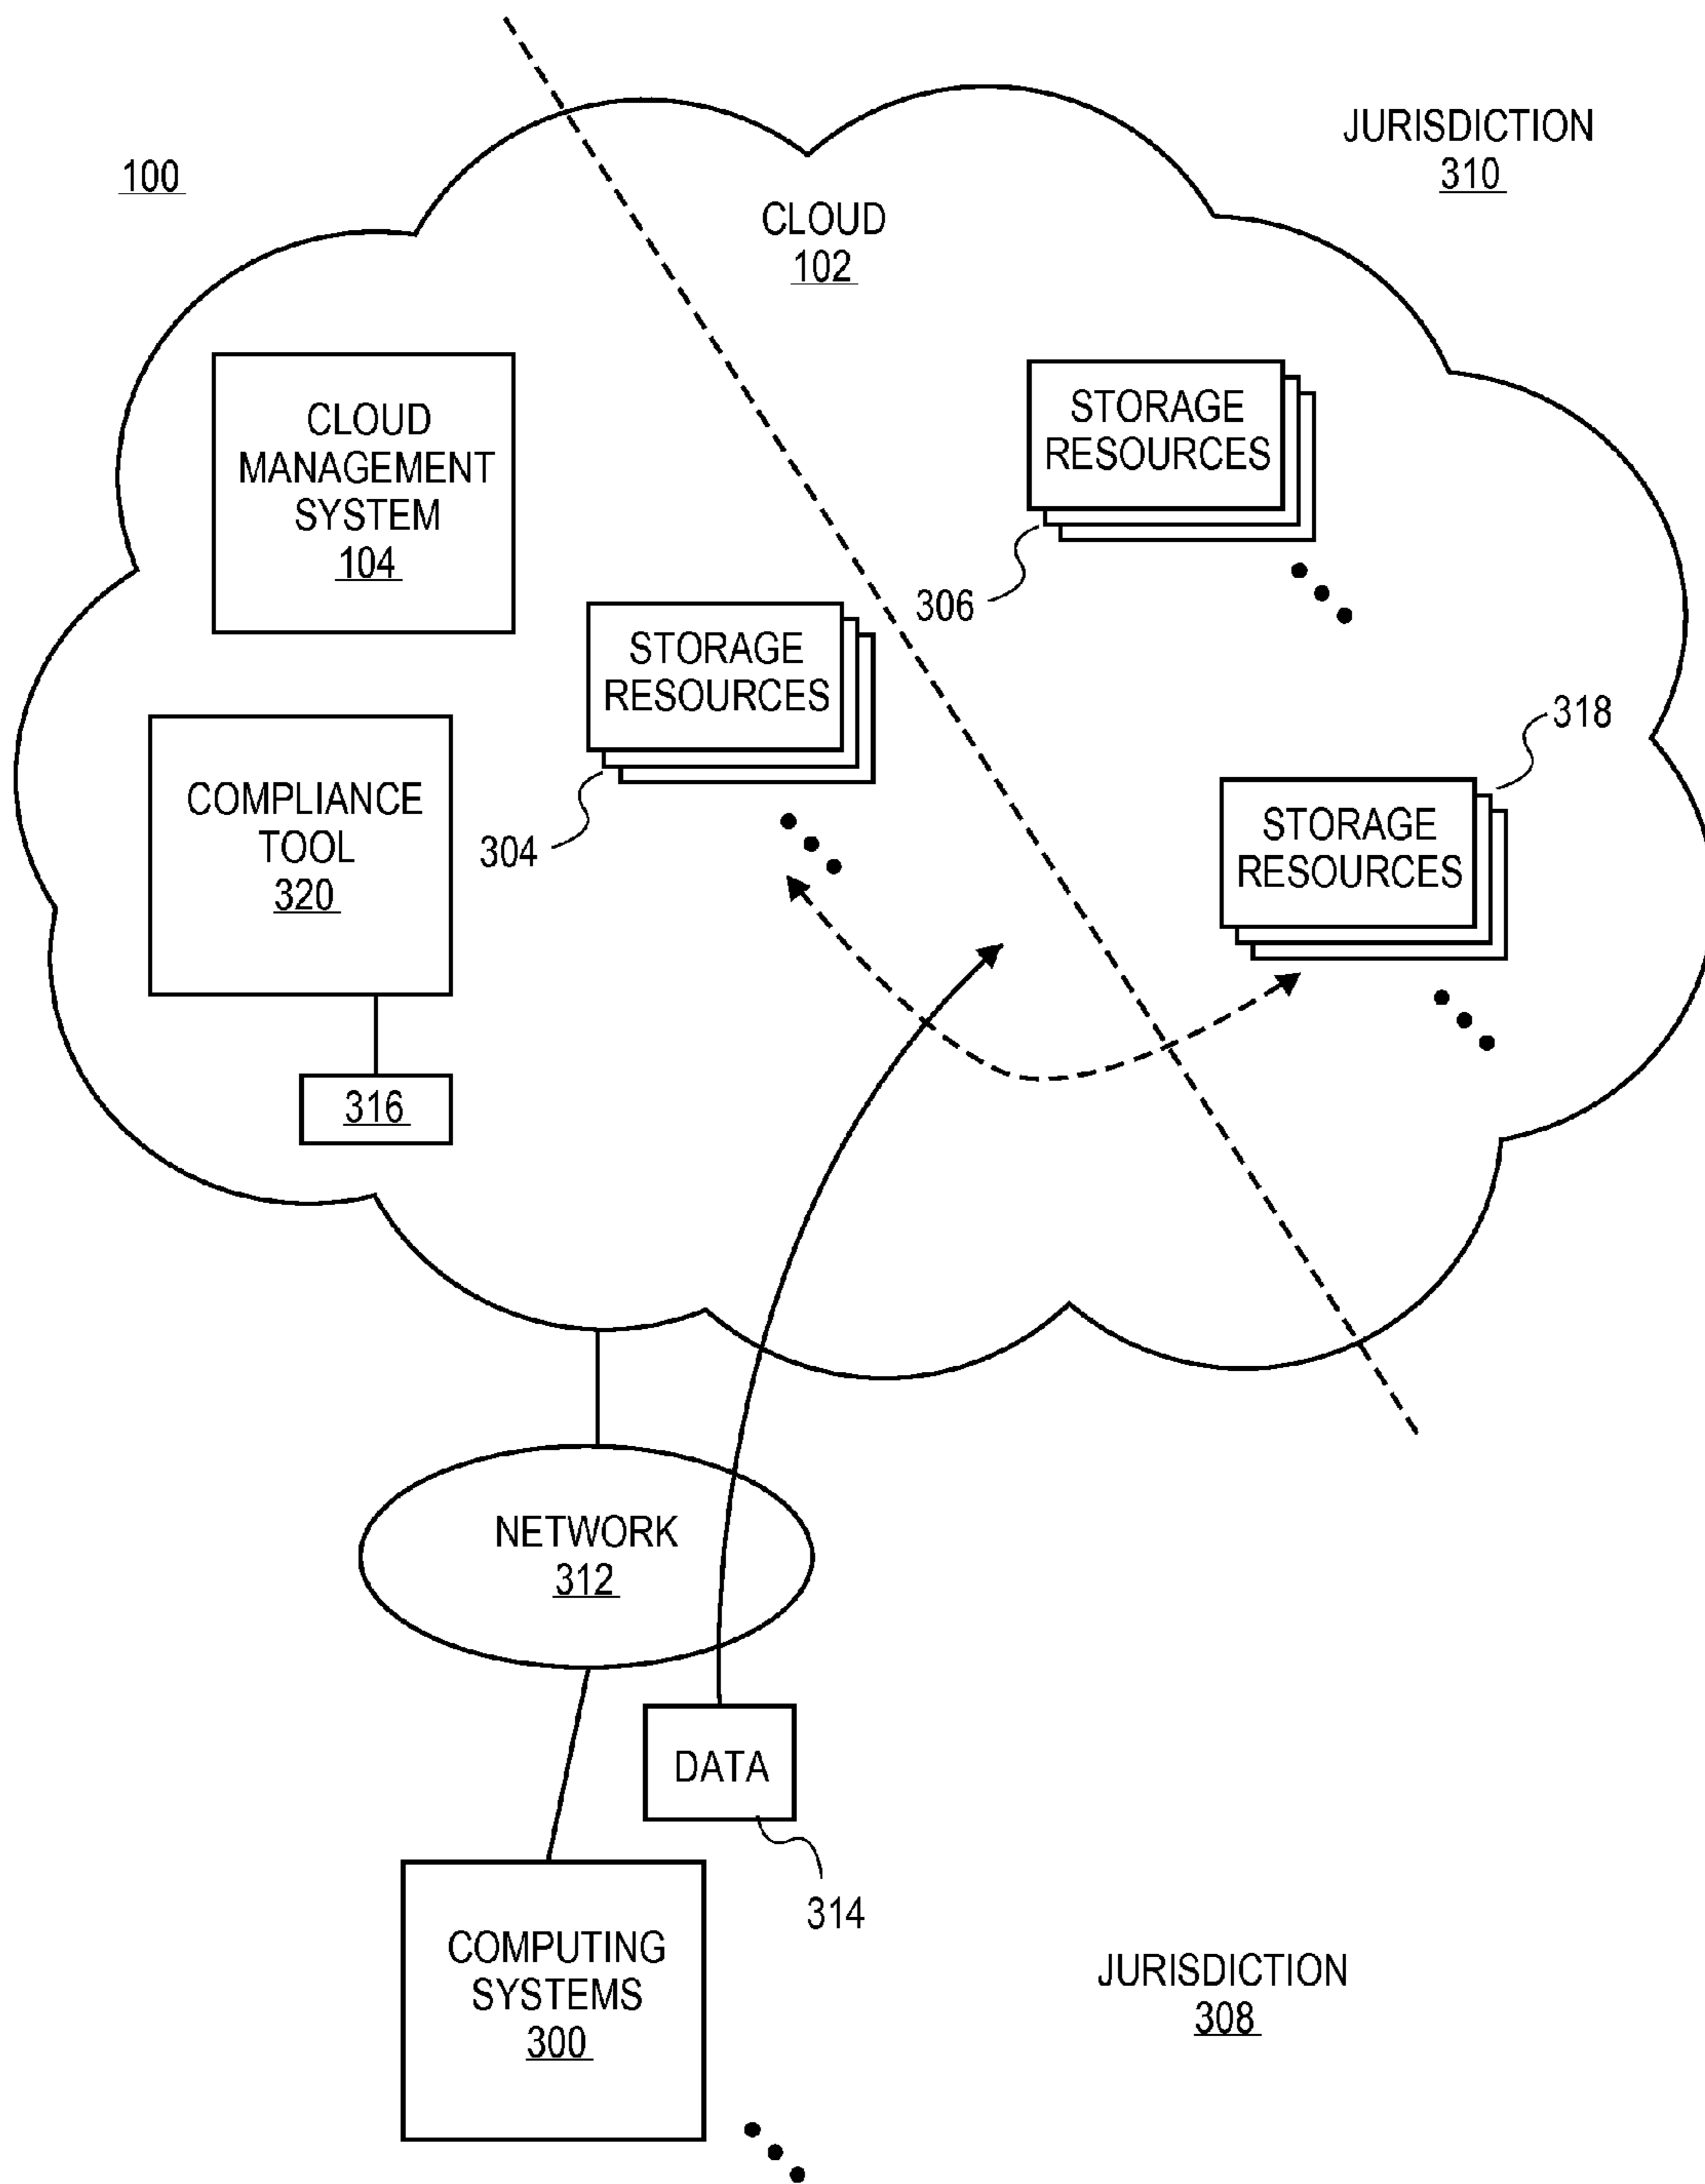 JURISDICTION
310
100
CLOUD
102
CLOUD
MANAGEMENT
SYSTEM
104
STORAGE
RESOURCES
306
STORAGE
RESOURCES
304
STORAGE
RESOURCES
318
COMPLIANCE
TOOL
320
316
NETWORK
312
DATA
314
COMPUTING
SYSTEMS
300
JURISDICTION
308